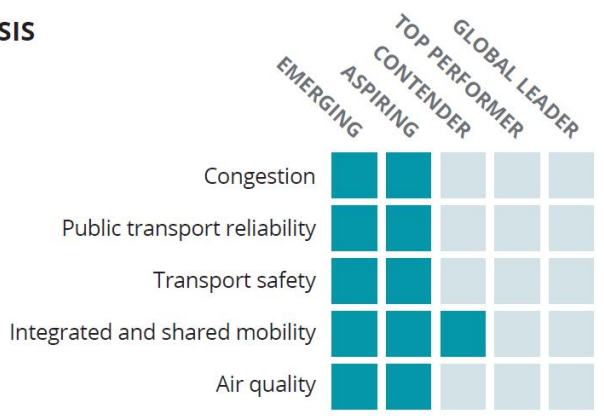 SIS
EMERGING
ASPIRING
CONTENDER
TOP PERFORMER
GLOBAL LEADER
Congestion
Public transport reliability
Transport safety
Integrated and shared mobility
Air quality